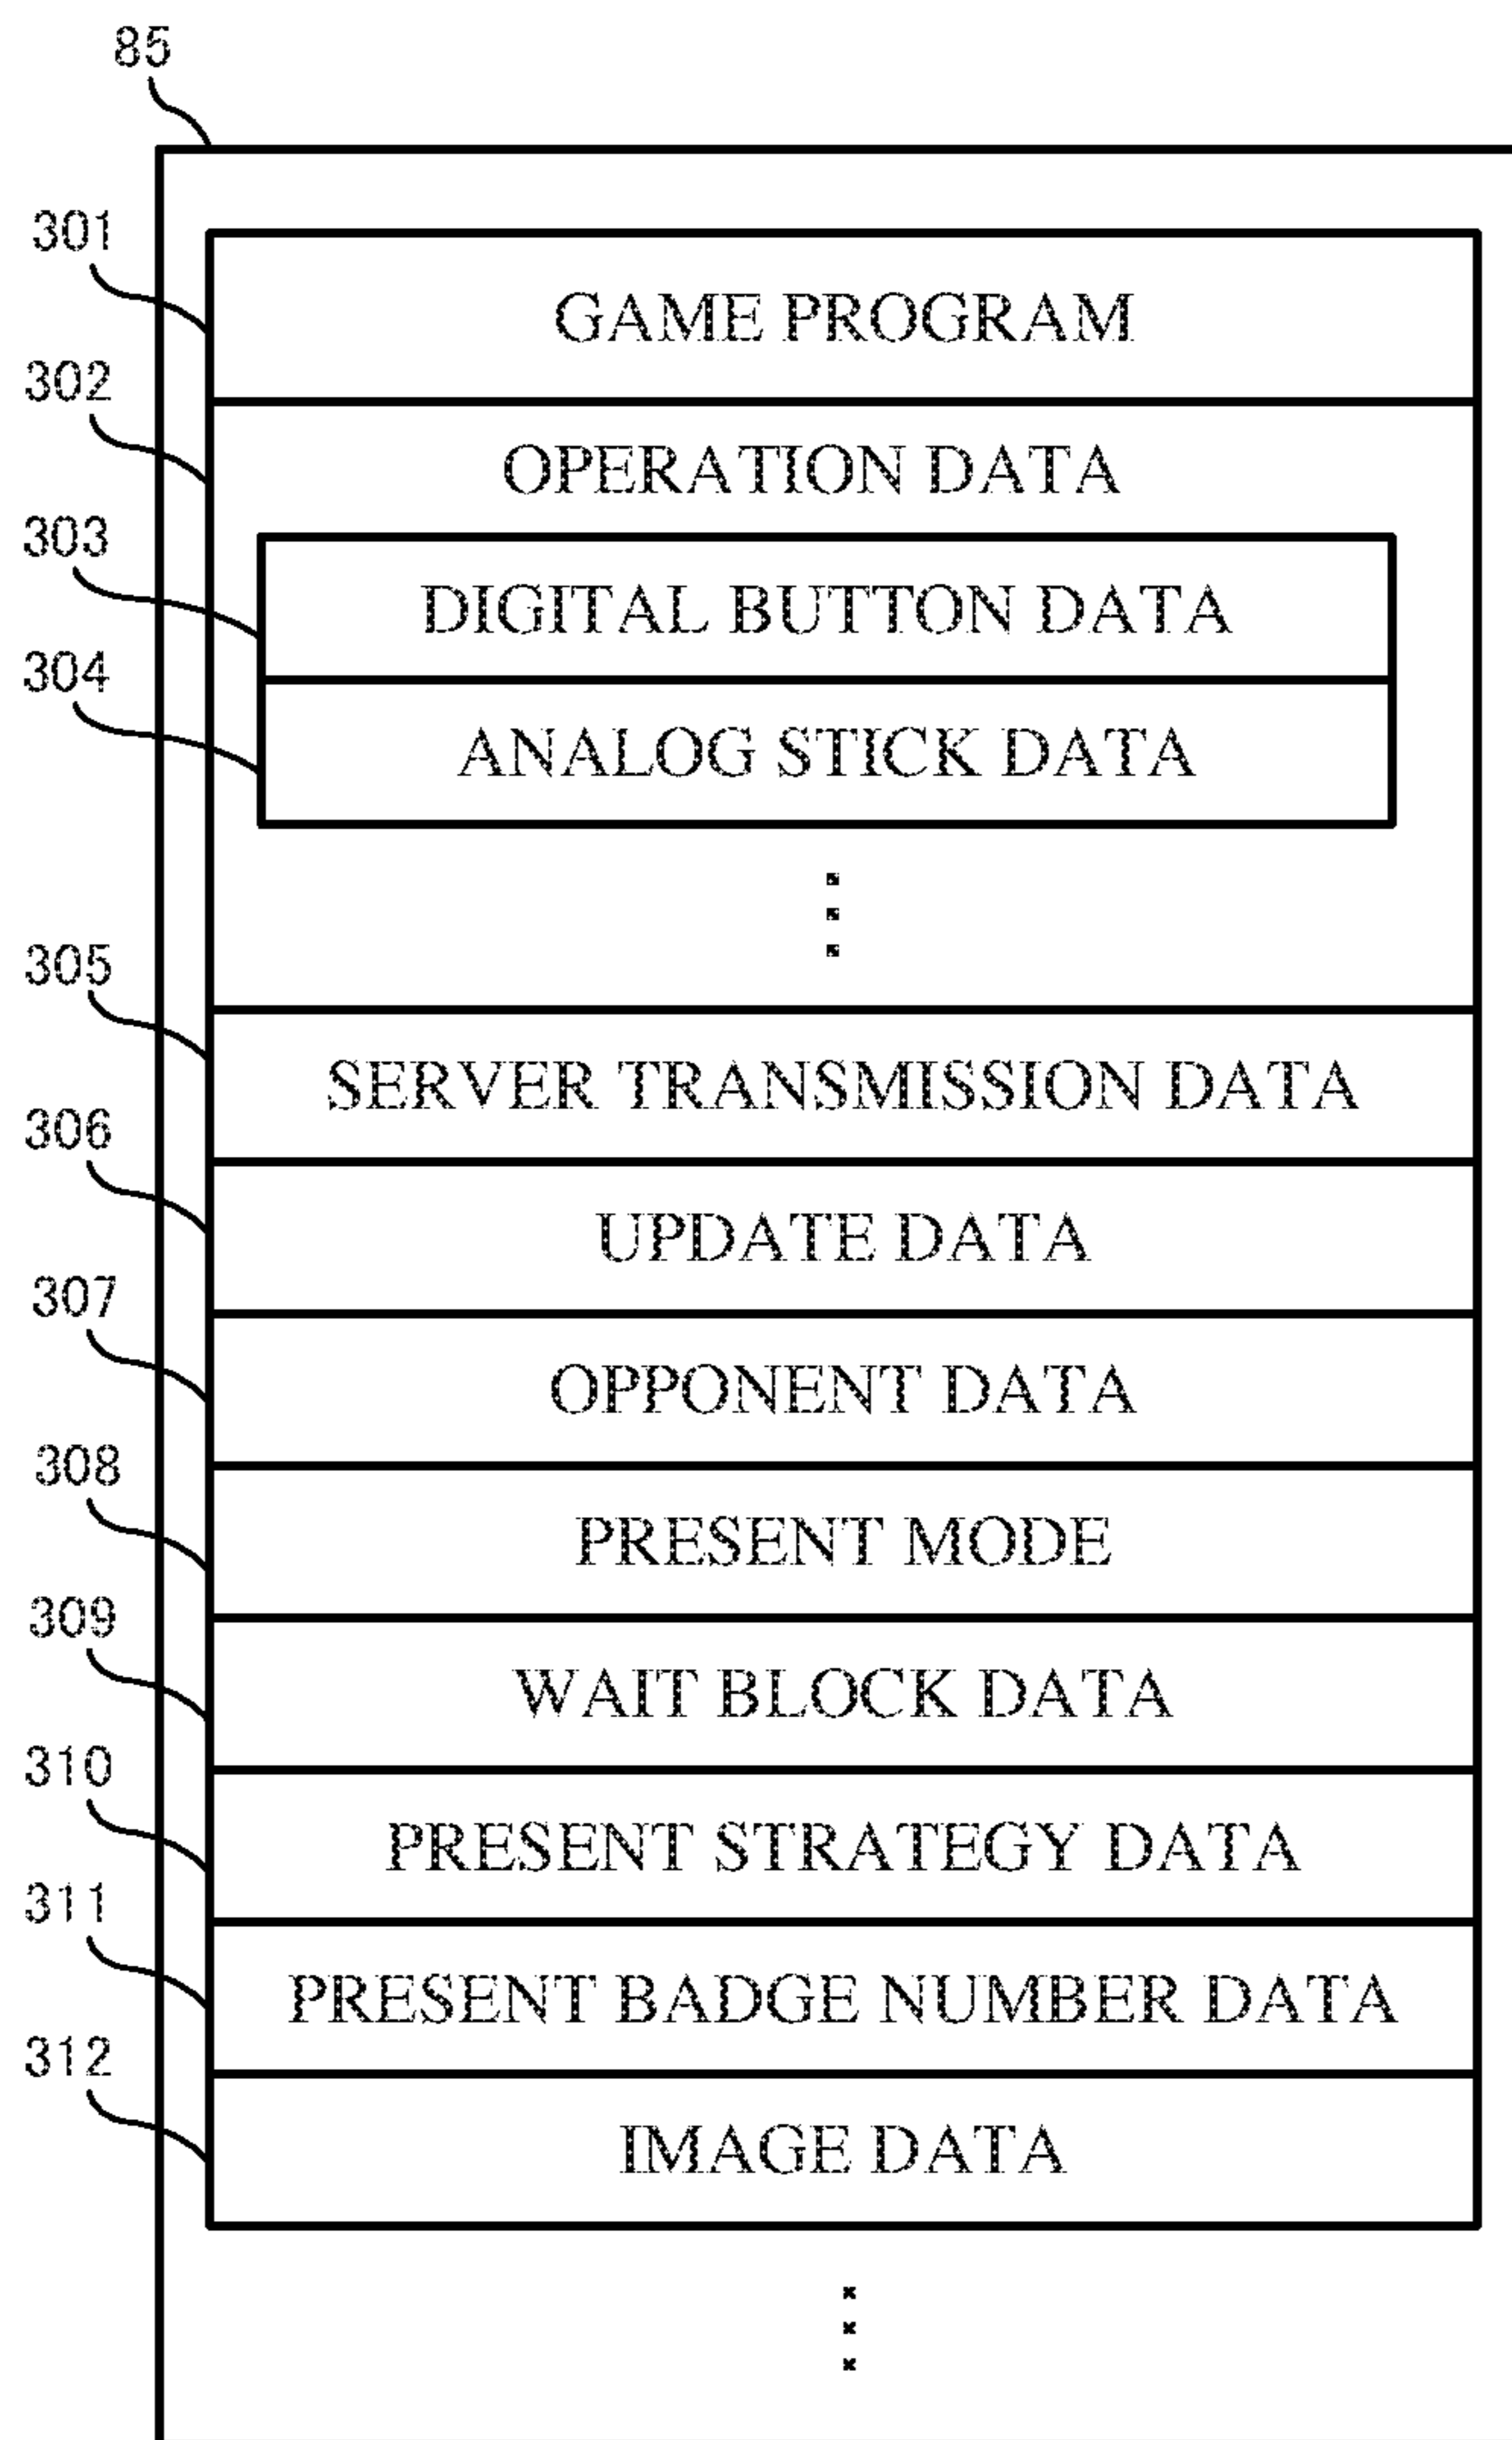 85
301
GAME PROGRAM
302
OPERATION DATA
303
DIGITAL BUTTON DATA
304
ANALOG STICK DATA
305
SERVER TRANSMISSION DATA
306
UPDATE DATA
307
OPPONENT DATA
308
PRESENT MODE
309
WAIT BLOCK DATA
310
PRESENT STRATEGY DATA
311
PRESENT BADGE NUMBER DATA
312
IMAGE DATA